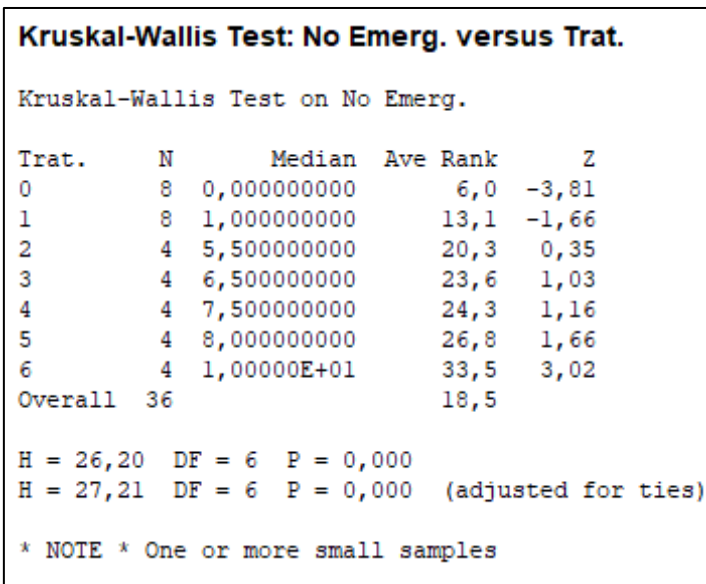 Kruskal-Wallis Test: No Emerg. versus Trat.
Kruskal-Wallis Test on No Emerg.
Trat. N Median Ave Rank Z
0 8 0,000000000 6,0 -3,81
1 8 1,000000000 13,1 -1,66
2 4 5,500000000 20,3 0,35
3 4 6,500000000 23,6 1,03
4 4 7,500000000 24,3 1,16
5 4 8,000000000 26,8 1,66
6 4 1,00000E+01 33,5 3,02
Overall 36 18,5
H = 26,20 DF = 6 P = 0,000
H = 27,21 DF = 6 P = 0,000 (adjusted for ties)
* NOTE * One or more small samples